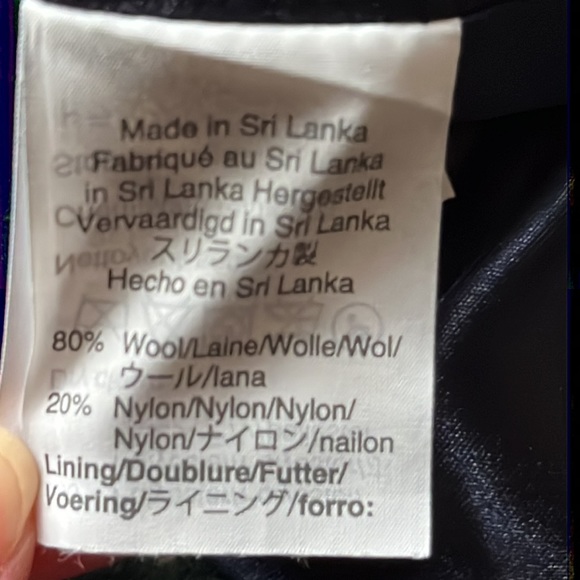 Made in Sri Lanka
Fabriqué au Sri Lanka
in Sri Lanka Hergestellt
Vervaardigd in Sri Lanka
スリランカ製
Hecho en Sri Lanka
80% Wool/Laine/Wolle/Wol/
ウール/lana
20% Nylon/Nylon/Nylon/
Nylon/ナイロン/nailon
Lining/Doublure/Futter/
Voering/ライニング/forro: